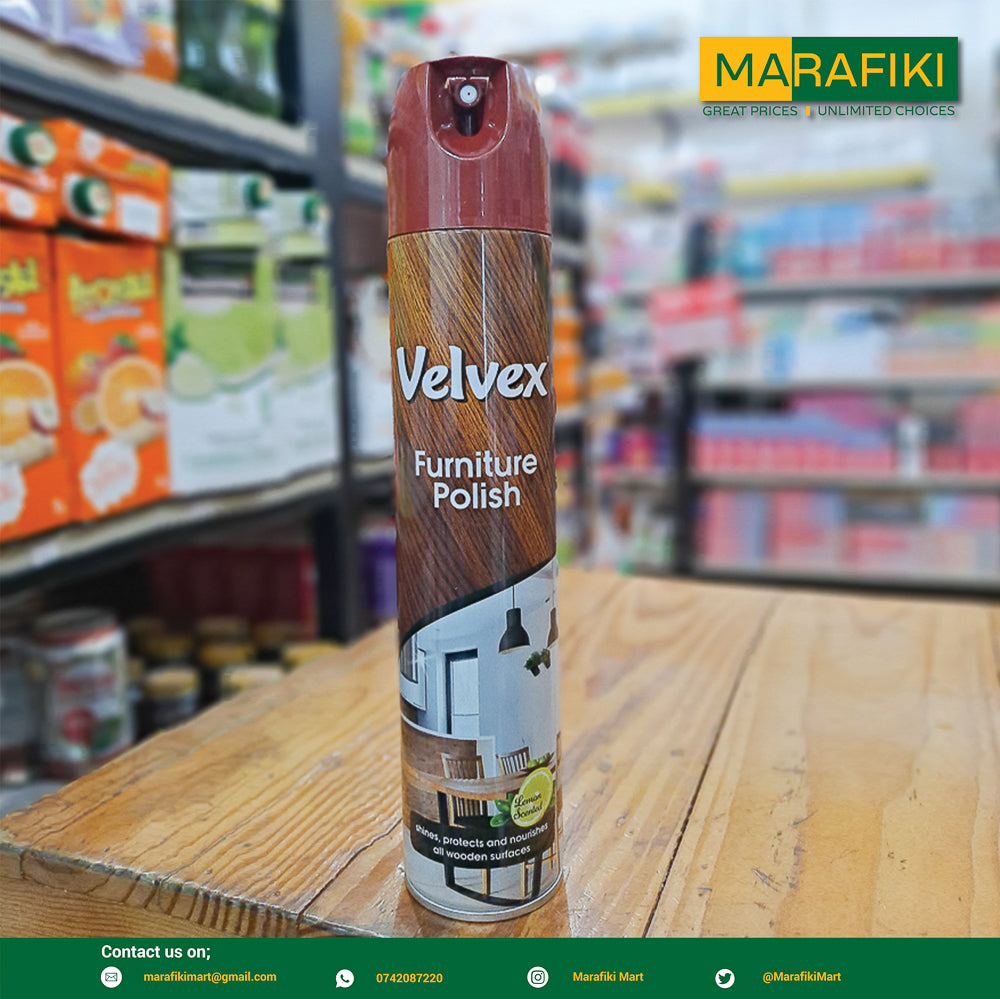 MARAFIKI
GREAT PRICES | UNLIMITED CHOICES
Velvex
Furniture
Polish
Lemon
Scented
shines, protects and nourishes
all wooden surfaces
Contact us on;
marafikimart@gmail.com
0742087220
Marafiki Mart
@MarafikiMart